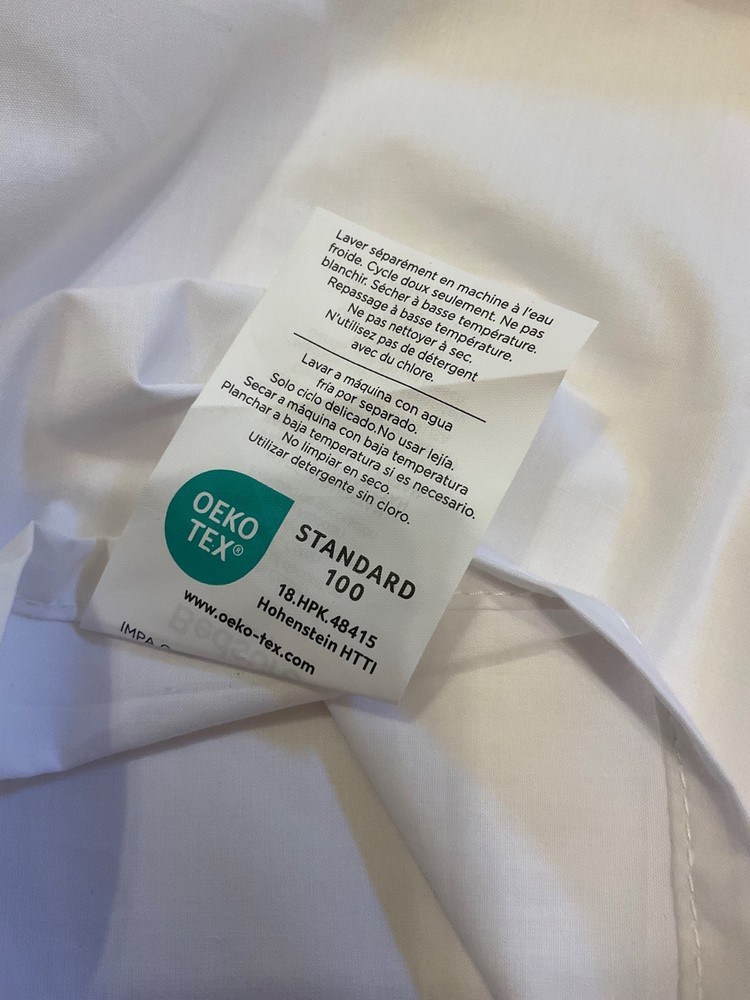 Laver séparément en machine à l'eau
froide. Cycle doux seulement. Ne pas
blanchir. Sécher à basse température.
Repassage à basse température.
Ne pas nettoyer à sec.
N'utilisez pas de détergent
avec du chlore.
Lavar a máquina con agua
fría por separado.
Solo ciclo delicado.No usar lejía.
Secar a máquina con baja temperatura
Planchar a baja temperatura si es necesario.
No limpiar en seco.
Utilizar detergente sin cloro.
OEKO
TEX®
STANDARD
100
18.HPK.48415
Hohenstein HTTI
www.oeko-tex.com